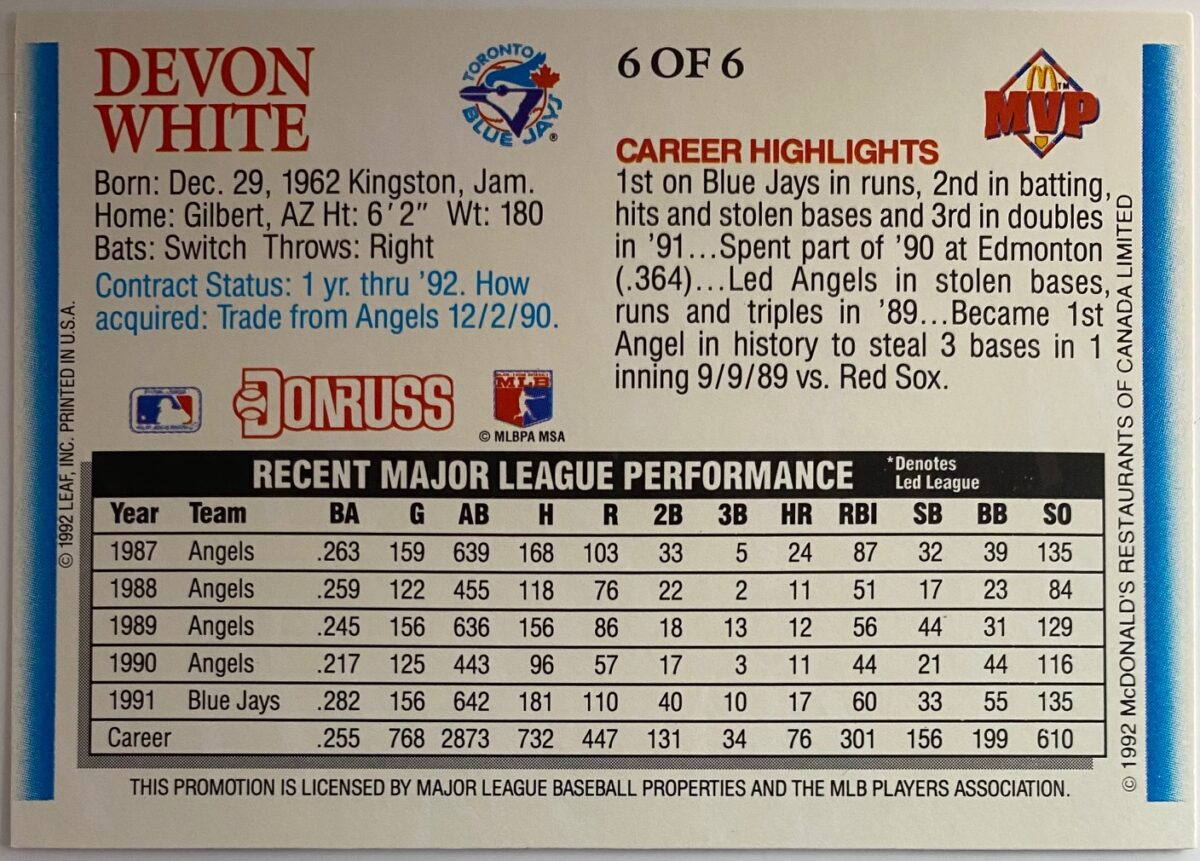 DEVON
WHITE
TORONTO
BLUE JAYS
®
6 OF 6
M™
MVP
Born: Dec. 29, 1962 Kingston, Jam.
Home: Gilbert, AZ Ht: 6'2" Wt: 180
Bats: Switch Throws: Right
Contract Status: 1 yr. thru '92. How
acquired: Trade from Angels 12/2/90.
CAREER HIGHLIGHTS
1st on Blue Jays in runs, 2nd in batting,
hits and stolen bases and 3rd in doubles
in '91...Spent part of '90 at Edmonton
(.364)...Led Angels in stolen bases,
runs and triples in '89...Became 1st
Angel in history to steal 3 bases in 1
inning 9/9/89 vs. Red Sox.
DONRUSS
MLB
© MLBPA MSA
© 1992 LEAF, INC. PRINTED IN U.S.A.
RECENT MAJOR LEAGUE PERFORMANCE
*Denotes
Led League
Year Team BA G AB H R 2B 3B HR RBI SB BB SO
1987 Angels .263 159 639 168 103 33 5 24 87 32 39 135
1988 Angels .259 122 455 118 76 22 2 11 51 17 23 84
1989 Angels .245 156 636 156 86 18 13 12 56 44 31 129
1990 Angels .217 125 443 96 57 17 3 11 44 21 44 116
1991 Blue Jays .282 156 642 181 110 40 10 17 60 33 55 135
Career .255 768 2873 732 447 131 34 76 301 156 199 610
THIS PROMOTION IS LICENSED BY MAJOR LEAGUE BASEBALL PROPERTIES AND THE MLB PLAYERS ASSOCIATION.
© 1992 McDONALD'S RESTAURANTS OF CANADA LIMITED